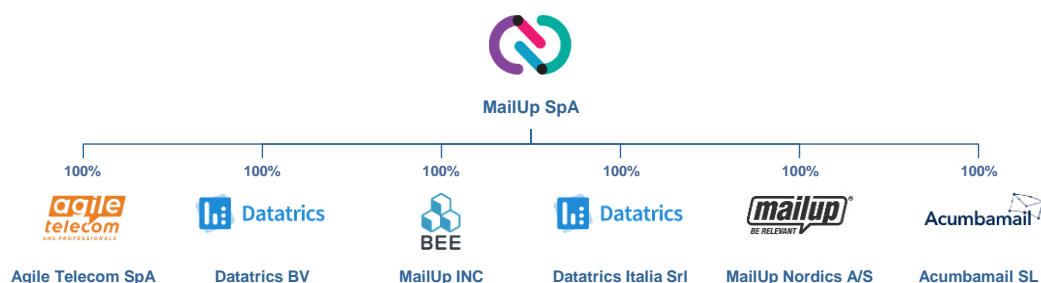 MailUp SpA
100% 100% 100% 100% 100% 100%
agile
telecom
SMS PROFESSIONALS
Datatrics
BEE
Datatrics
mailup®
BE RELEVANT
Acumbamail
Agile Telecom SpA Datatrics BV MailUp INC Datatrics Italia Srl MailUp Nordics A/S Acumbamail SL